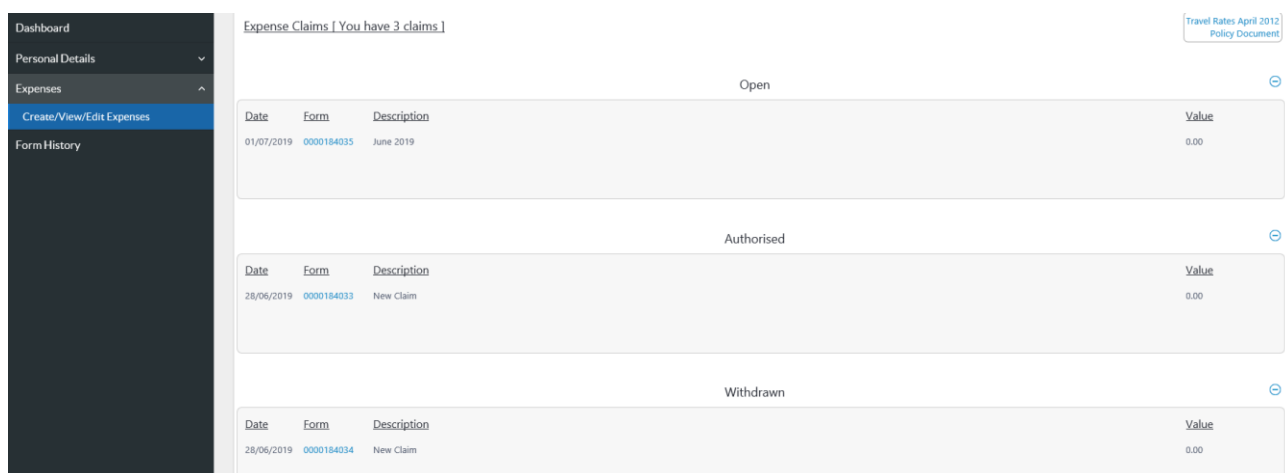 Dashboard
Personal Details
Expenses
Create/View/Edit Expenses
Form History
Expense Claims [ You have 3 claims ]
Travel Rates April 2012
Policy Document
Open
Date Form Description Value
01/07/2019 0000184035 June 2019 0.00
Authorised
Date Form Description Value
28/06/2019 0000184033 New Claim 0.00
Withdrawn
Date Form Description Value
28/06/2019 0000184034 New Claim 0.00